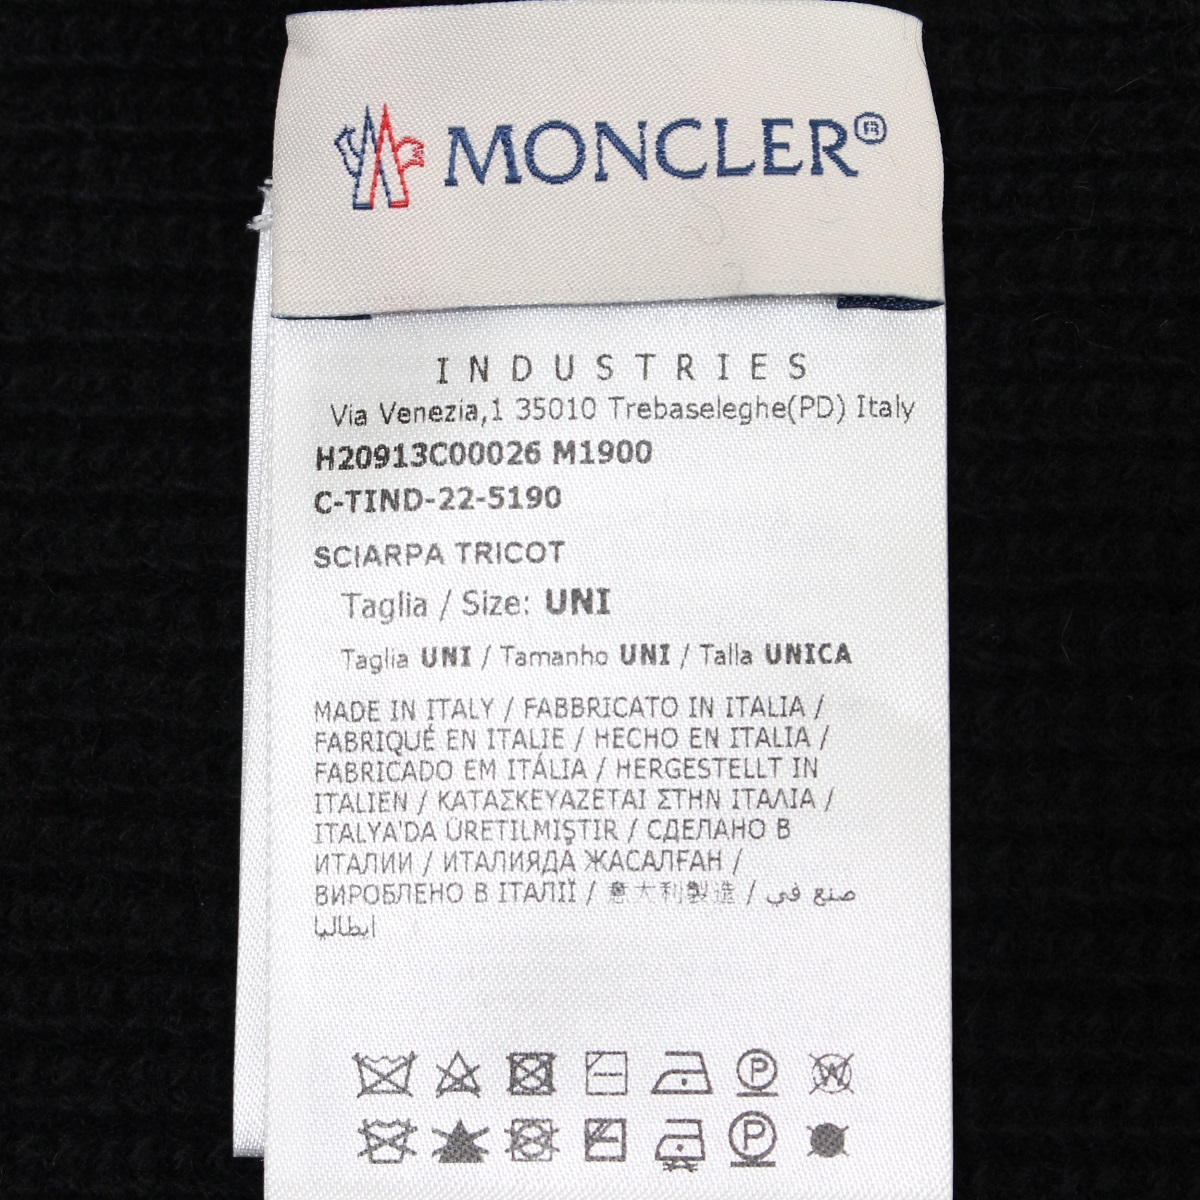 MONCLER®
INDUSTRIES
Via Venezia,1 35010 Trebaseleghe(PD) Italy
H20913C00026 M1900
C-TIND-22-5190
SCIARPA TRICOT
Taglia / Size: UNI
Taglia UNI / Tamanho UNI / Talla UNICA
MADE IN ITALY / FABBRICATO IN ITALIA /
FABRIQUÉ EN ITALIE / HECHO EN ITALIA /
FABRICADO EM ITÁLIA / HERGESTELLT IN
ITALIEN / ΚΑΤΑΣΚΕΥΑΖΕΤΑΙ ΣΤΗΝ ΙΤΑΛΙΑ /
ITALYA'DA ÜRETILMIŞTIR / СДЕЛАНО В
ИТАЛИИ / ИТАЛИЯДА ЖАСАЛҒАН /
ВИРОБЛЕНО В ІТАЛІЇ / 意大利製造 / صنع في
ايطاليا
P W
P